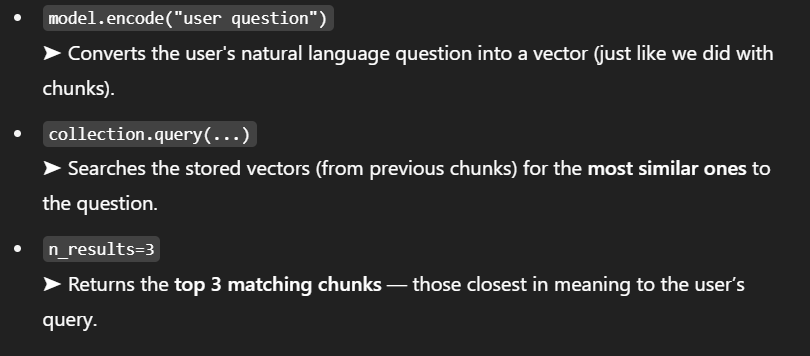 • model.encode("user question")
➤ Converts the user's natural language question into a vector (just like we did with
chunks).
• collection.query(...)
➤ Searches the stored vectors (from previous chunks) for the most similar ones to
the question.
• n_results=3
➤ Returns the top 3 matching chunks — those closest in meaning to the user’s
query.